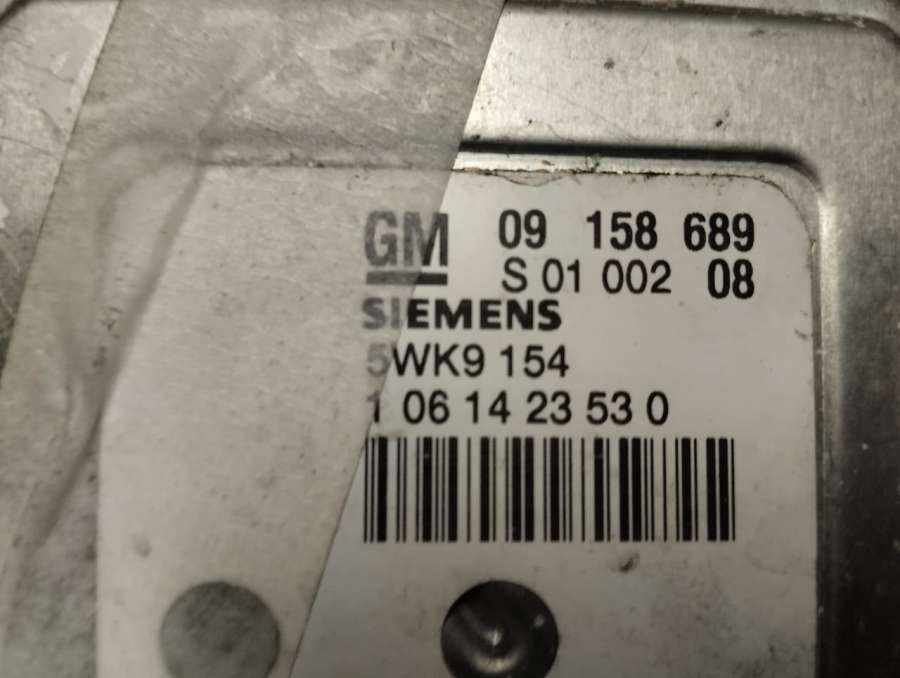 GM 09 158 689
S 01 002 08
SIEMENS
5WK9 154
1 06 14 23 53 0